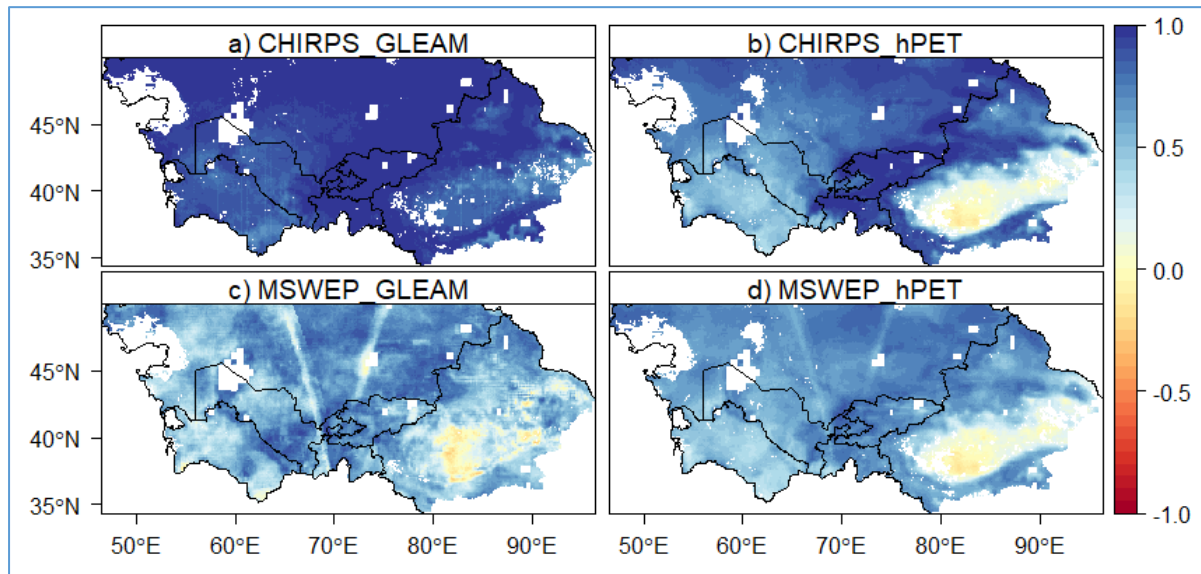 a) CHIRPS_GLEAM
b) CHIRPS_hPET
1.0
45°N
40°N
35°N
0.5
c) MSWEP_GLEAM
d) MSWEP_hPET
0.0
45°N
40°N
35°N
-0.5
-1.0
50°E 60°E 70°E 80°E 90°E
50°E 60°E 70°E 80°E 90°E